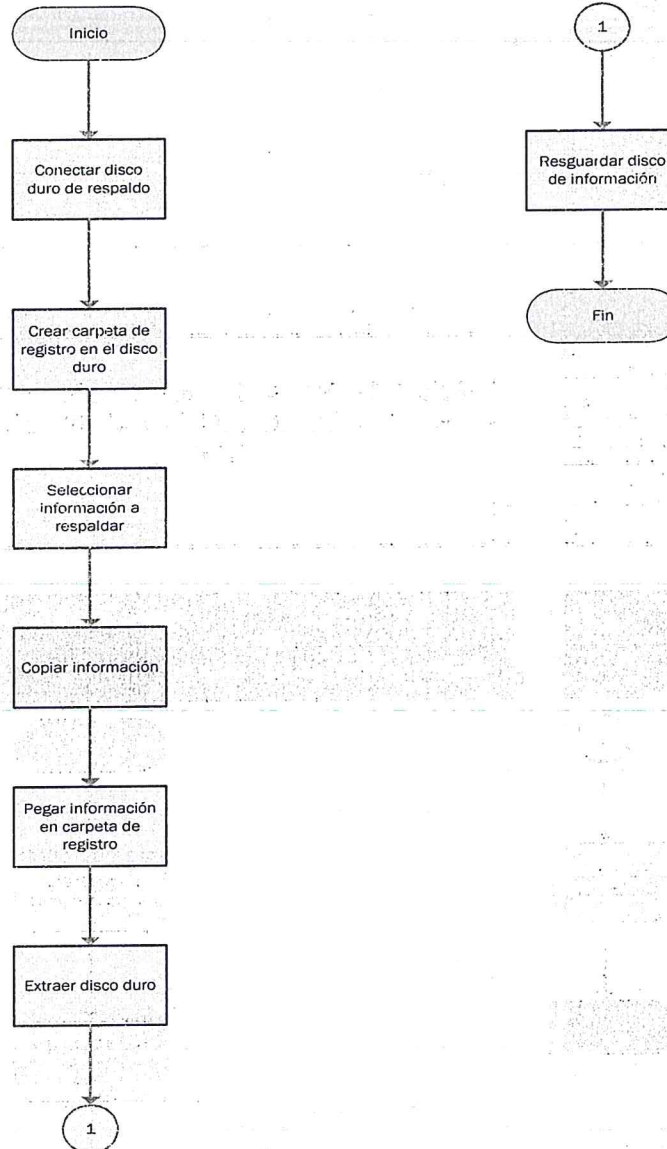 Inicio
Conectar disco
duro de respaldo
Crear carpeta de
registro en el disco
duro
Seleccionar
información a
respaldar
Copiar información
Pegar información
en carpeta de
registro
Extraer disco duro
1
1
Resguardar disco
de información
Fin